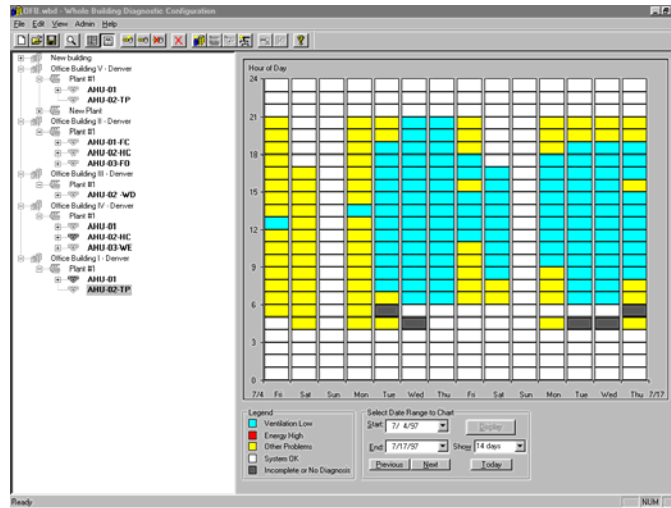 DFB.wbd - Whole Building Diagnostic Configuration
File Edit View Admin Help
New building
Office Building V - Denver
Plant #1
AHU-01
AHU-02-TP
New Plant
Office Building II - Denver
Plant #1
AHU-01-FC
AHU-02-HC
AHU-03-FO
Office Building III - Denver
Plant #1
AHU-02 -WD
Office Building IV - Denver
Plant #1
AHU-01
AHU-02-HC
AHU-03-WE
Office Building I - Denver
Plant #1
AHU-01
AHU-02-TP
Hour of Day
24
21
18
15
12
9
6
3
0
7/4 Fri Sat Sun Mon Tue Wed Thu Fri Sat Sun Mon Tue Wed Thu 7/17
Legend
Ventilation Low
Energy High
Other Problems
System OK
Incomplete or No Diagnosis
Select Date Range to Chart
Start: 7/ 4/97 Display
End: 7/17/97 Show 14 days
Previous Next Today
Ready NUM